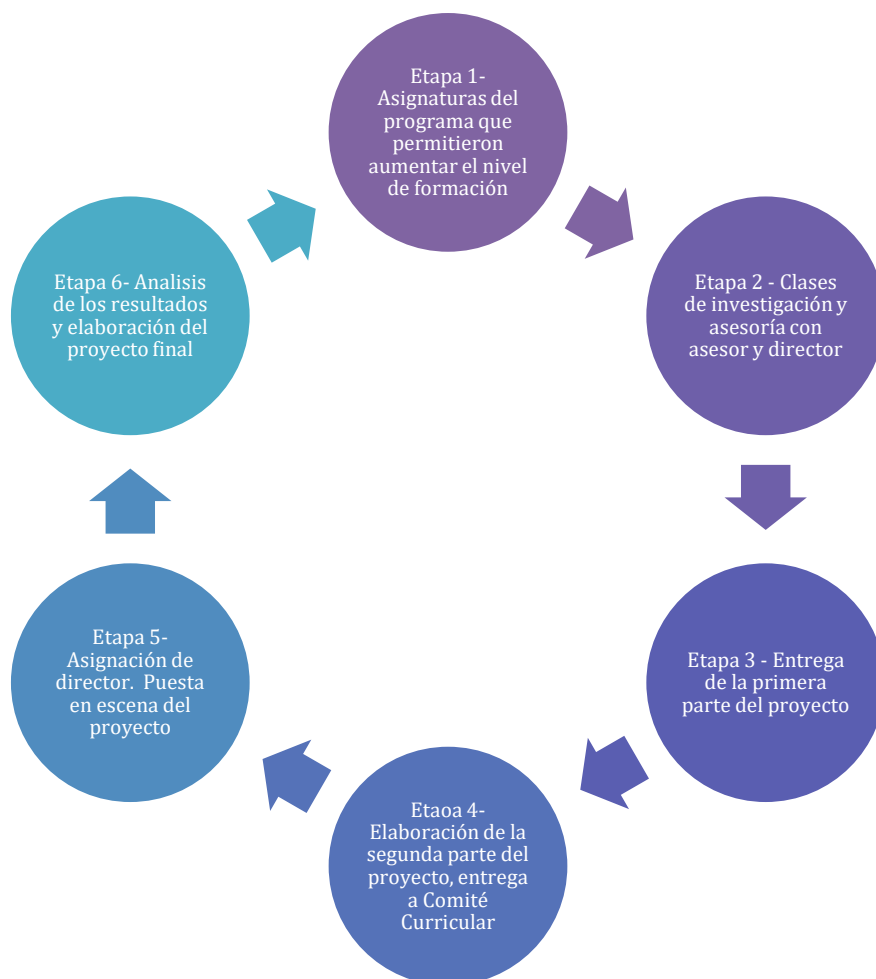 Etapa 1-
Asignaturas del
programa que
permitieron
aumentar el nivel
de formación
Etapa 2 - Clases
de investigación y
asesoría con
asesor y director
Etapa 3 - Entrega
de la primera
parte del proyecto
Etaoa 4-
Elaboración de la
segunda parte del
proyecto, entrega
a Comité
Curricular
Etapa 5-
Asignación de
director.  Puesta
en escena del
proyecto
Etapa 6- Analisis
de los resultados
y elaboración del
proyecto final